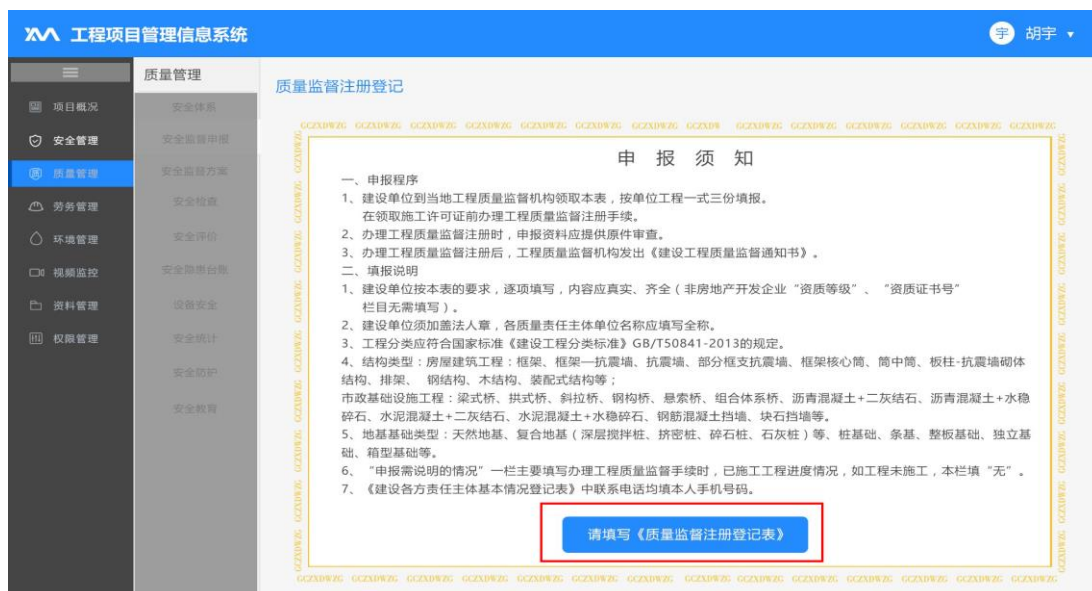 工程项目管理信息系统
宇 胡宇
质量管理
项目概况
安全管理
质量管理
劳务管理
环境管理
视频监控
资料管理
权限管理
安全体系
安全监督申报
安全监督方案
安全检查
安全评价
安全隐患台账
设备安全
安全统计
安全防护
安全教育
质量监督注册登记
GCZXDWZG GCZXDWZG GCZXDWZG GCZXDWZG GCZXDWZG GCZXDWZG GCZXDWZG GCZXDW GCZXDWZG GCZXDWZG GCZXDWZG GCZXDWZG GCZXDWZG GCZXDWZG
申 报 须 知
一、申报程序
1、建设单位到当地工程质量监督机构领取本表，按单位工程一式三份填报。
在领取施工许可证前办理工程质量监督注册手续。
2、办理工程质量监督注册时，申报资料应提供原件审查。
3、办理工程质量监督注册后，工程质量监督机构发出《建设工程质量监督通知书》。
二、填报说明
1、建设单位按本表的要求，逐项填写，内容应真实、齐全（非房地产开发企业“资质等级”、“资质证书号”
栏目无需填写）。
2、建设单位须加盖法人章，各质量责任主体单位名称应填写全称。
3、工程分类应符合国家标准《建设工程分类标准》GB/T50841-2013的规定。
4、结构类型：房屋建筑工程：框架、框架—抗震墙、抗震墙、部分框支抗震墙、框架核心筒、筒中筒、板柱-抗震墙砌体
结构、排架、 钢结构、木结构、装配式结构等；
市政基础设施工程：梁式桥、拱式桥、斜拉桥、钢构桥、悬索桥、组合体系桥、沥青混凝土+二灰结石、沥青混凝土+水稳
碎石、水泥混凝土+二灰结石、水泥混凝土+水稳碎石、钢筋混凝土挡墙、块石挡墙等。
5、地基基础类型：天然地基、复合地基（深层搅拌桩、挤密桩、碎石桩、石灰桩）等、桩基础、条基、整板基础、独立基
础、箱型基础等。
6、“申报需说明的情况”一栏主要填写办理工程质量监督手续时，已施工工程进度情况，如工程未施工，本栏填“无”。
7、《建设各方责任主体基本情况登记表》中联系电话均填本人手机号码。
请填写《质量监督注册登记表》
GCZXDWZG GCZXDWZG GCZXDWZG GCZXDWZG GCZXDWZG GCZXDWZG GCZXDWZG GCZXDWZG GCZXDWZG GCZXDWZG GCZXDWZG GCZXDWZG GCZXDWZG GCZXDWZG